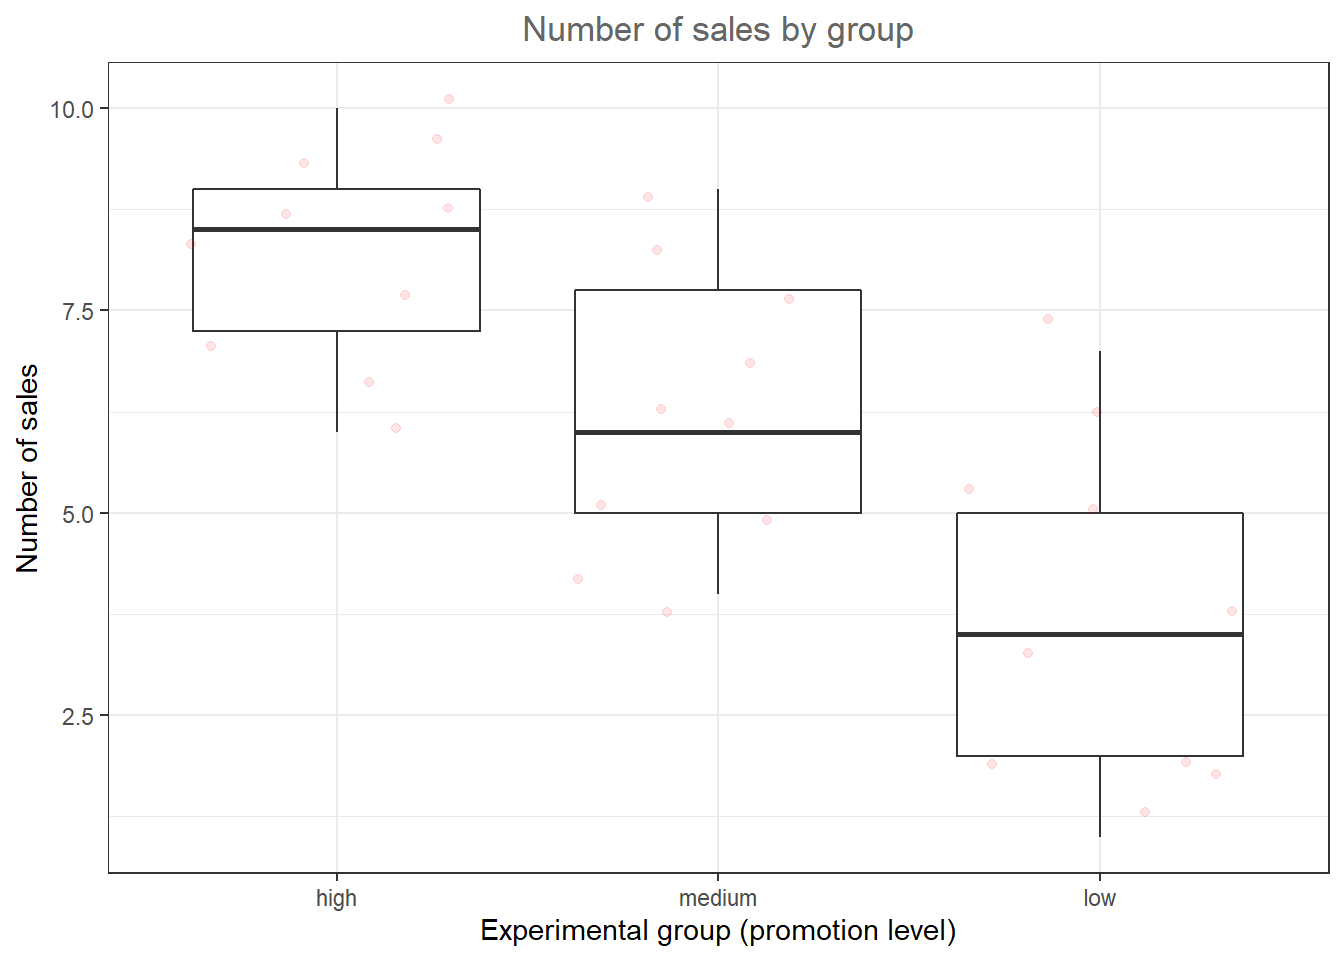 Number of sales by group
Number of sales
10.0
7.5
5.0
2.5
high
medium
low
Experimental group (promotion level)